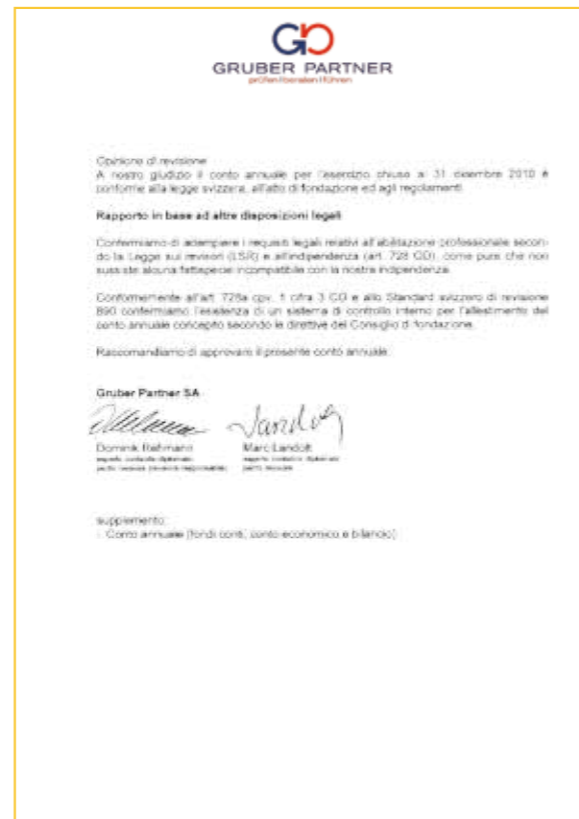 GRUBER PARTNER
prüfen I beraten I führen
Opinione di revisione
A nostro giudizio il conto annuale per l'esercizio chiuso al 31 dicembre 2010 è
conforme alla legge svizzera, all'atto di fondazione ed agli regolamenti.
Rapporto in base ad altre disposizioni legali
Confermiamo di adempiere i requisiti legali relativi all'abilitazione professionale secon-
do la Legge sui revisori (LSR) e all'indipendenza (art. 728 CO), come pure che non
sussiste alcuna fattispecie incompatibile con la nostra indipendenza.
Conformemente all'art. 728a cpv. 1 cifra 3 CO e allo Standard svizzero di revisione
890 confermiamo l'esistenza di un sistema di controllo interno per l'allestimento del
conto annuale concepito secondo le direttive del Consiglio di fondazione.
Raccomandiamo di approvare il presente conto annuale.
Gruber Partner SA
Dominik Rehmann Marc Landolt
supplemento:
- Conto annuale (fondi conti, conto economico e bilancio)